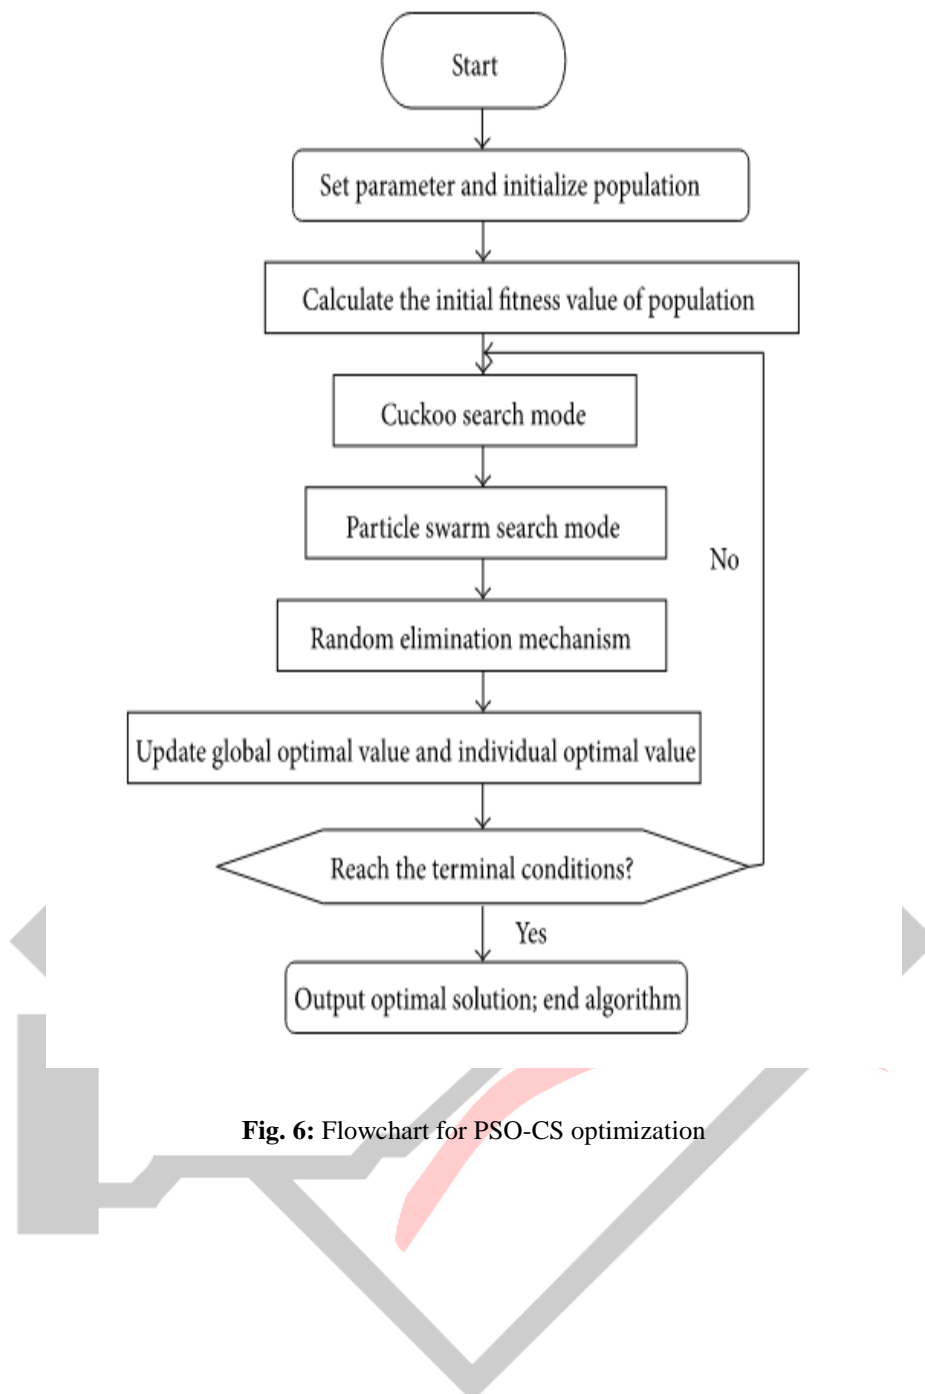 Start
Set parameter and initialize population
Calculate the initial fitness value of population
Cuckoo search mode
Particle swarm search mode
No
Random elimination mechanism
Update global optimal value and individual optimal value
Reach the terminal conditions?
Yes
Output optimal solution; end algorithm
Fig. 6: Flowchart for PSO-CS optimization